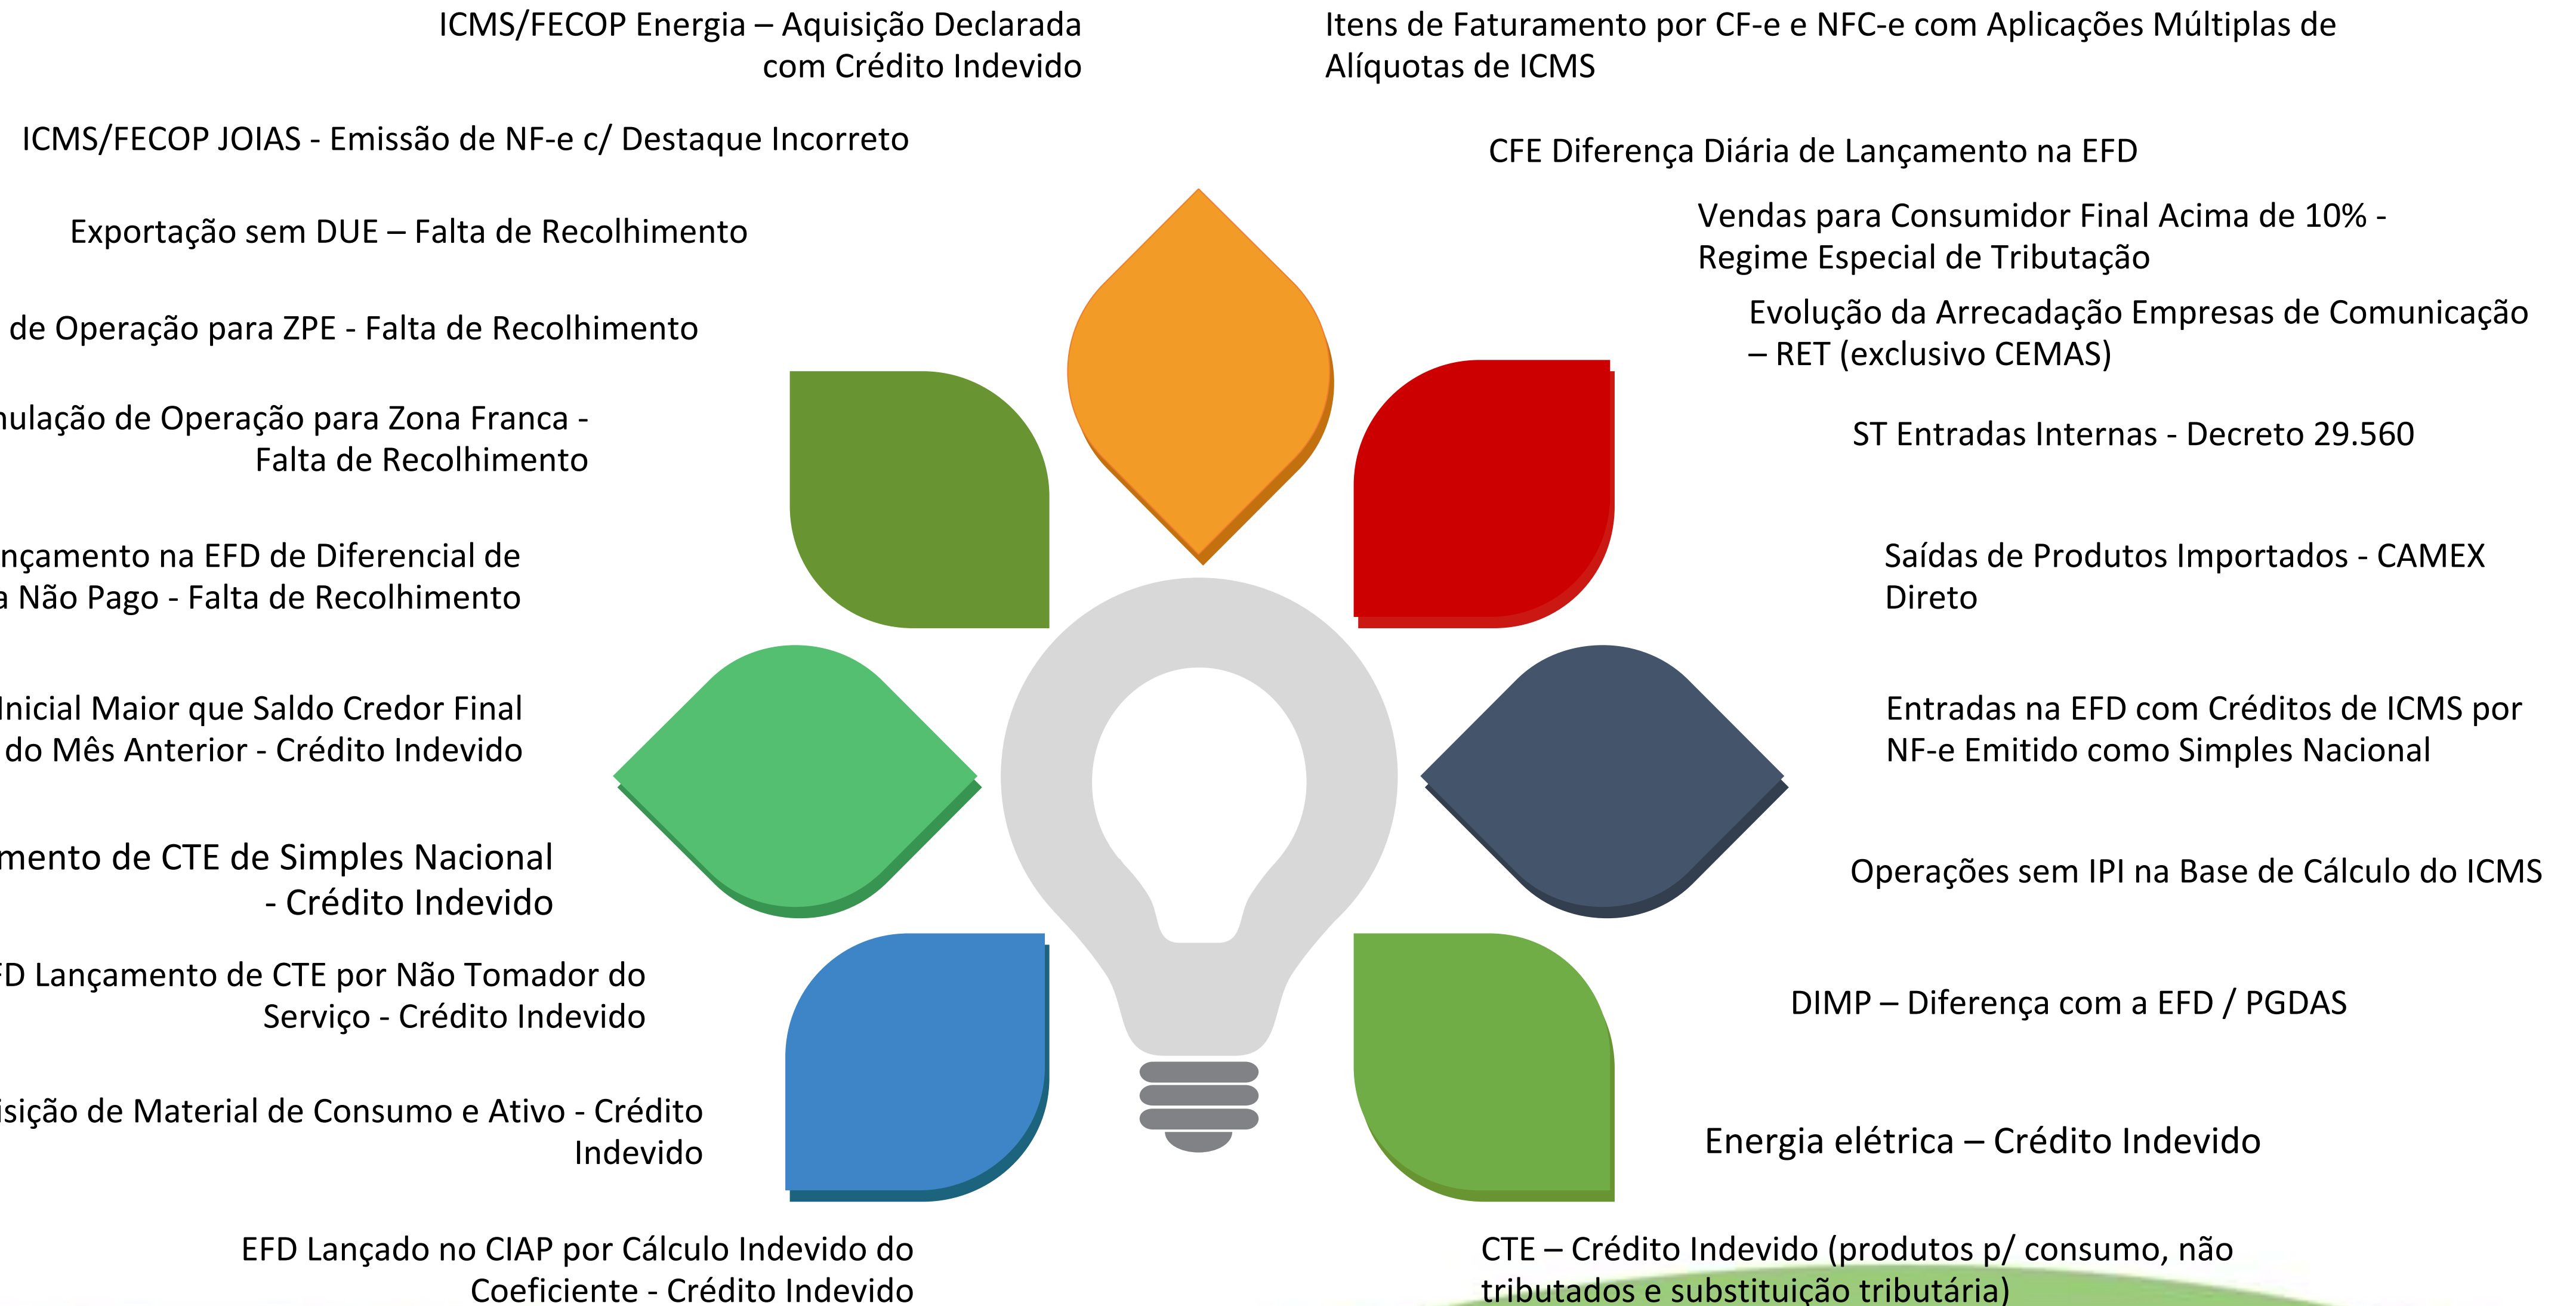 ICMS/FECOP Energia – Aquisição Declarada
com Crédito Indevido
ICMS/FECOP JOIAS - Emissão de NF-e c/ Destaque Incorreto
Exportação sem DUE – Falta de Recolhimento
de Operação para ZPE - Falta de Recolhimento
de Operação para Zona Franca -
Falta de Recolhimento
na EFD de Diferencial de
Não Pago - Falta de Recolhimento
Inicial Maior que Saldo Credor Final
do Mês Anterior - Crédito Indevido
de CTE de Simples Nacional
- Crédito Indevido
Lançamento de CTE por Não Tomador do
Serviço - Crédito Indevido
de Material de Consumo e Ativo - Crédito
Indevido
EFD Lançado no CIAP por Cálculo Indevido do
Coeficiente - Crédito Indevido
Itens de Faturamento por CF-e e NFC-e com Aplicações Múltiplas de
Alíquotas de ICMS
CFE Diferença Diária de Lançamento na EFD
Vendas para Consumidor Final Acima de 10% -
Regime Especial de Tributação
Evolução da Arrecadação Empresas de Comunicação
– RET (exclusivo CEMAS)
ST Entradas Internas - Decreto 29.560
Saídas de Produtos Importados - CAMEX
Direto
Entradas na EFD com Créditos de ICMS por
NF-e Emitido como Simples Nacional
Operações sem IPI na Base de Cálculo do ICMS
DIMP – Diferença com a EFD / PGDAS
Energia elétrica – Crédito Indevido
CTE – Crédito Indevido (produtos p/ consumo, não
tributados e substituição tributária)